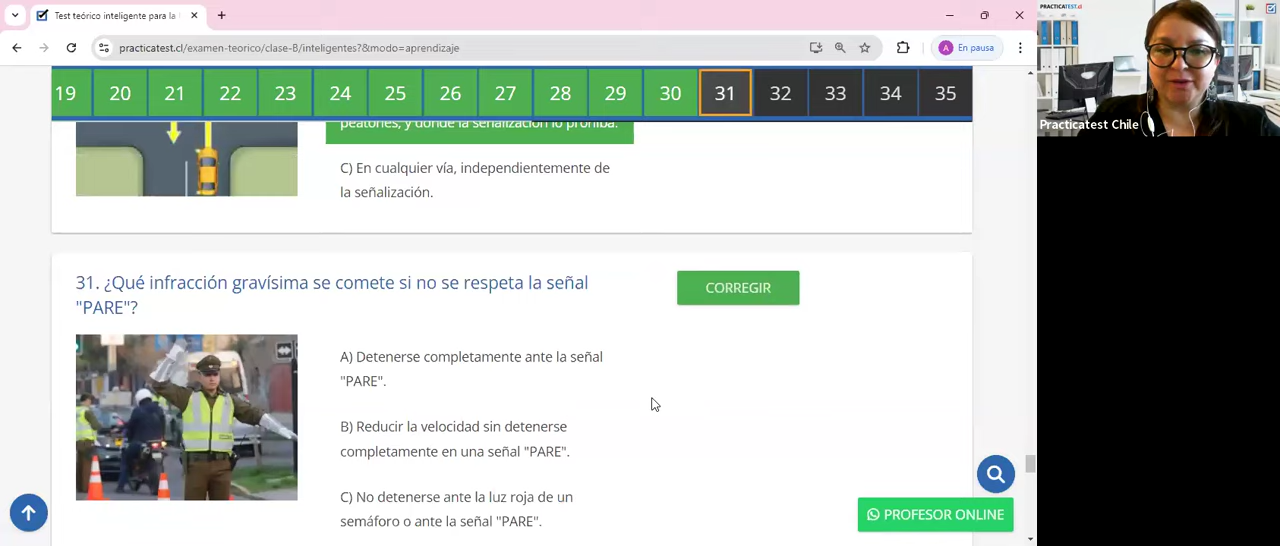 Test teórico inteligente para la
practicatest.cl/examen-teorico/clase-B/inteligentes?&modo=aprendizaje
A
En pausa
19 20 21 22 23 24 25 26 27 28 29 30 31 32 33 34 35
peatones, y donde la señalización lo prohíba.
C) En cualquier vía, independientemente de
la señalización.
31. ¿Qué infracción gravísima se comete si no se respeta la señal
"PARE"?
CORREGIR
A) Detenerse completamente ante la señal
"PARE".
B) Reducir la velocidad sin detenerse
completamente en una señal "PARE".
C) No detenerse ante la luz roja de un
semáforo o ante la señal "PARE".
PROFESOR ONLINE
PRACTICATEST.cl
Practicatest Chile